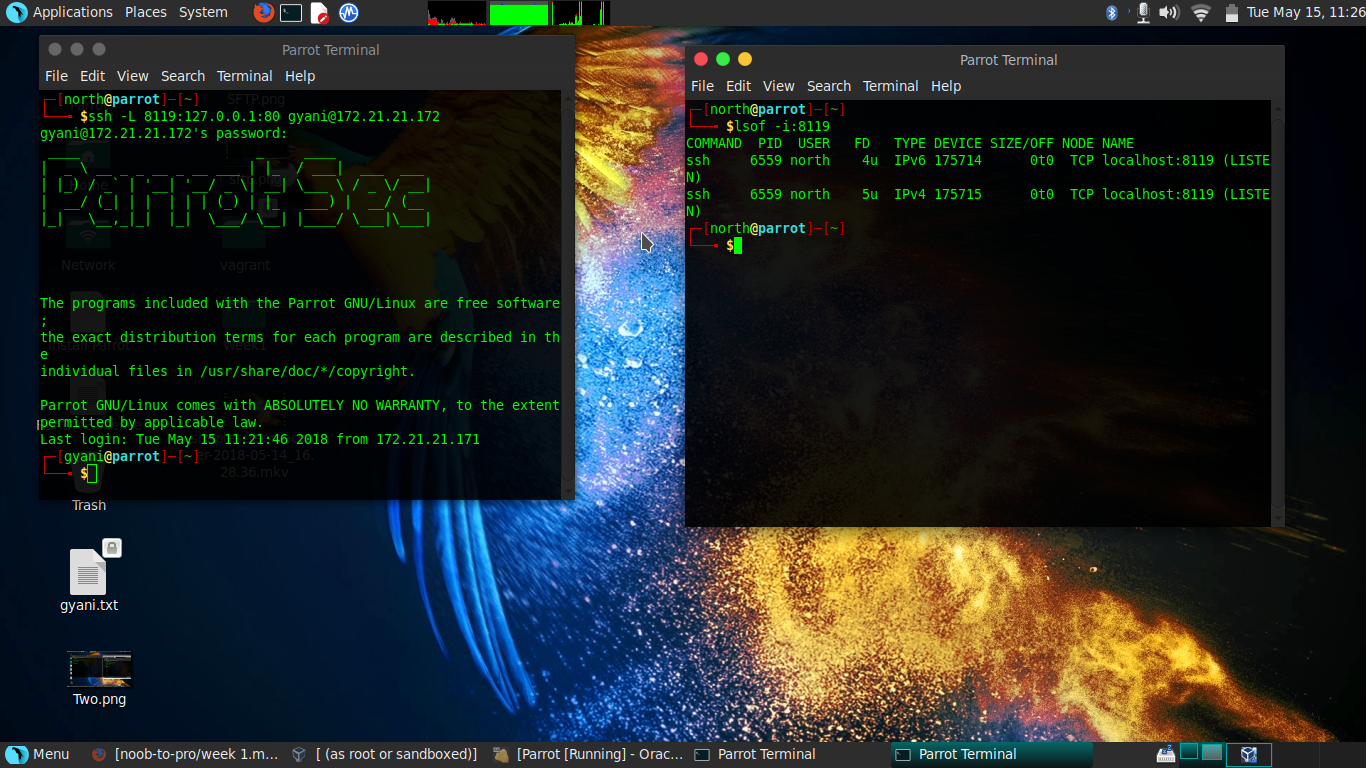 Applications Places System
Tue May 15, 11:26
Parrot Terminal
File Edit View Search Terminal Help
┌─[north@parrot]─[~]
└──╼ $ssh -L 8119:127.0.0.1:80 gyani@172.21.21.172
gyani@172.21.21.172's password:
Parrot Sec
The programs included with the Parrot GNU/Linux are free software
;
the exact distribution terms for each program are described in th
e
individual files in /usr/share/doc/*/copyright.
Parrot GNU/Linux comes with ABSOLUTELY NO WARRANTY, to the extent
permitted by applicable law.
Last login: Tue May 15 11:21:46 2018 from 172.21.21.171
┌─[gyani@parrot]─[~]
└──╼ $
SFTP.png
Network
vagrant
28.36.mkv
Trash
gyani.txt
Two.png
Parrot Terminal
File Edit View Search Terminal Help
┌─[north@parrot]─[~]
└──╼ $lsof -i:8119
COMMAND PID USER FD TYPE DEVICE SIZE/OFF NODE NAME
ssh 6559 north 4u IPv6 175714 0t0 TCP localhost:8119 (LISTE
N)
ssh 6559 north 5u IPv4 175715 0t0 TCP localhost:8119 (LISTE
N)
┌─[north@parrot]─[~]
└──╼ $
Menu
[noob-to-pro/week 1.m...
[ (as root or sandboxed)]
[Parrot [Running] - Orac...
Parrot Terminal
Parrot Terminal